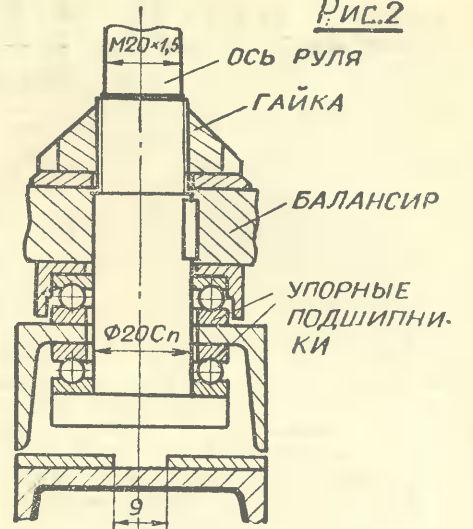 Рис.2
М20×1,5
ОСЬ РУЛЯ
ГАЙКА
БАЛАНСИР
УПОРНЫЕ
ПОДШИПНИ-
КИ
Ф20Сп
9